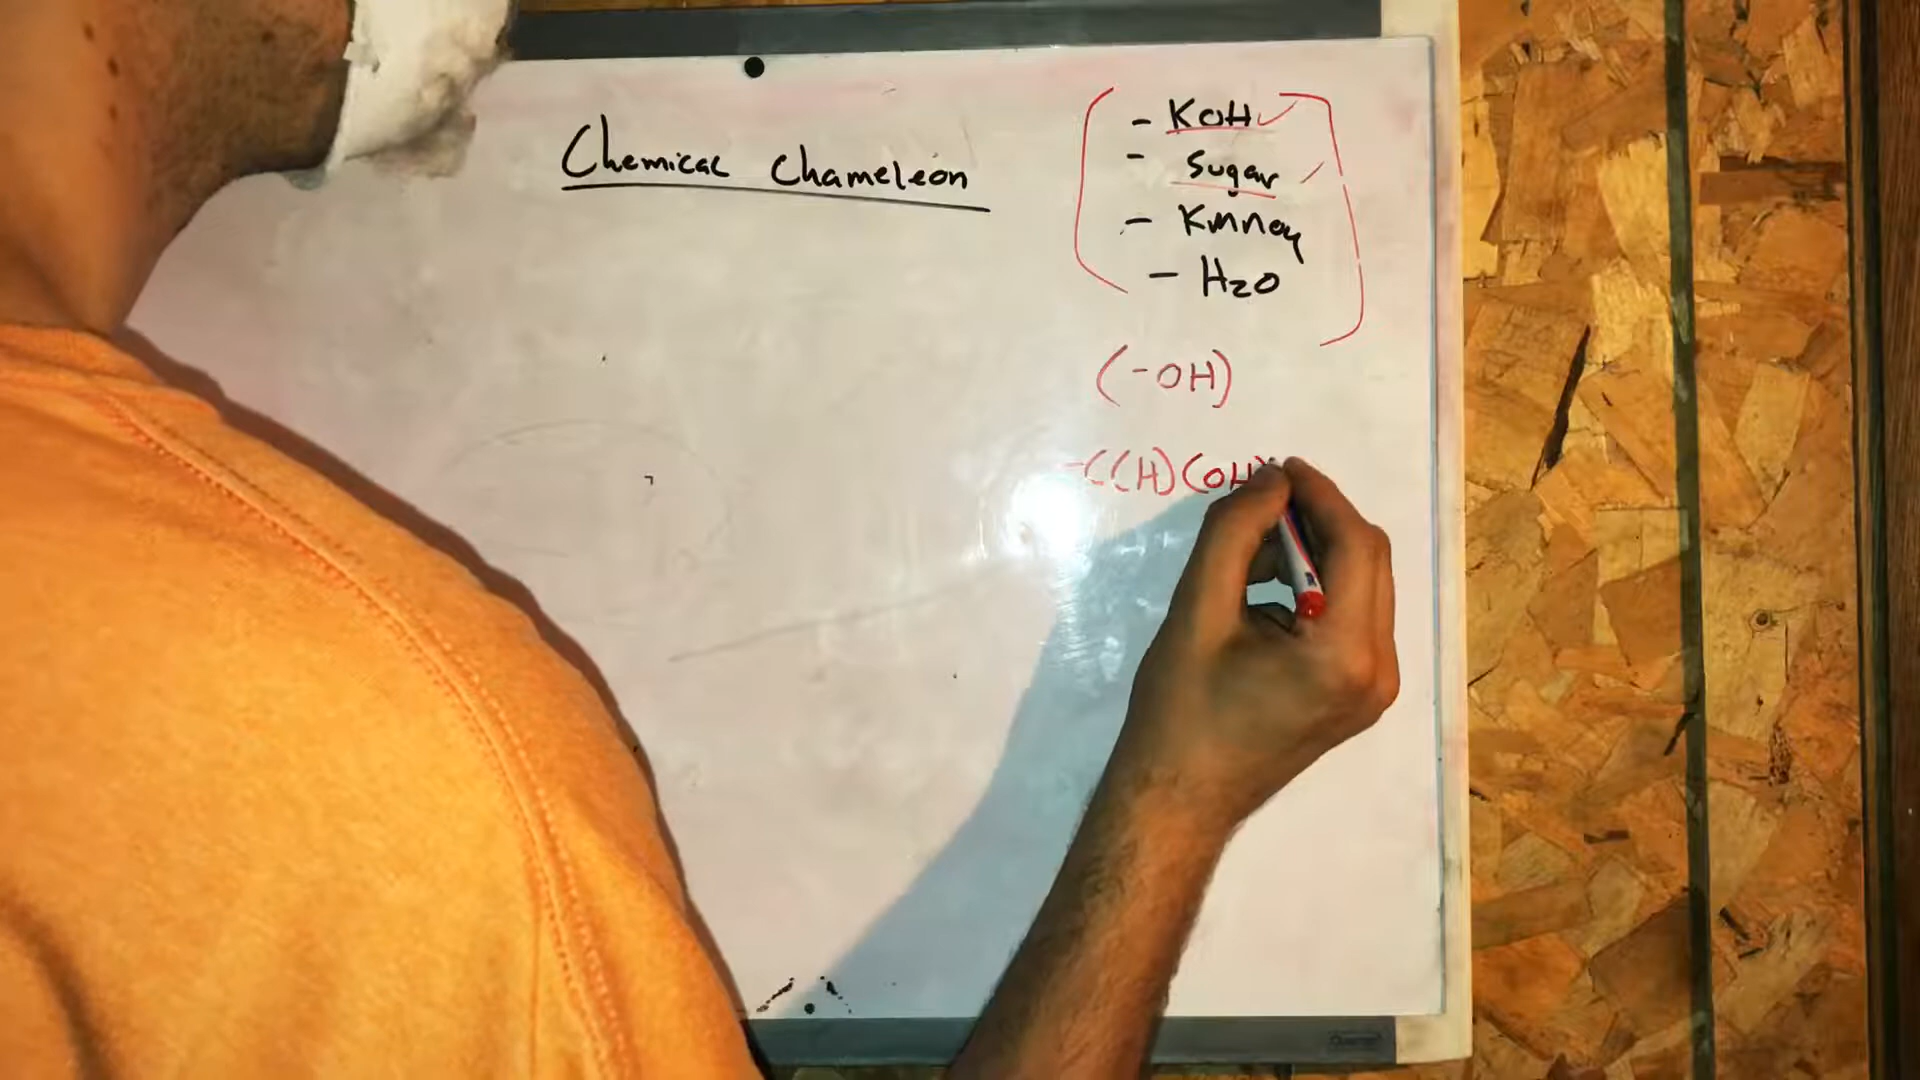 Chemical Chameleon
- KOH ✓
- Sugar
- KmnO4
- H2O
(-OH)
-C(H)(OH)